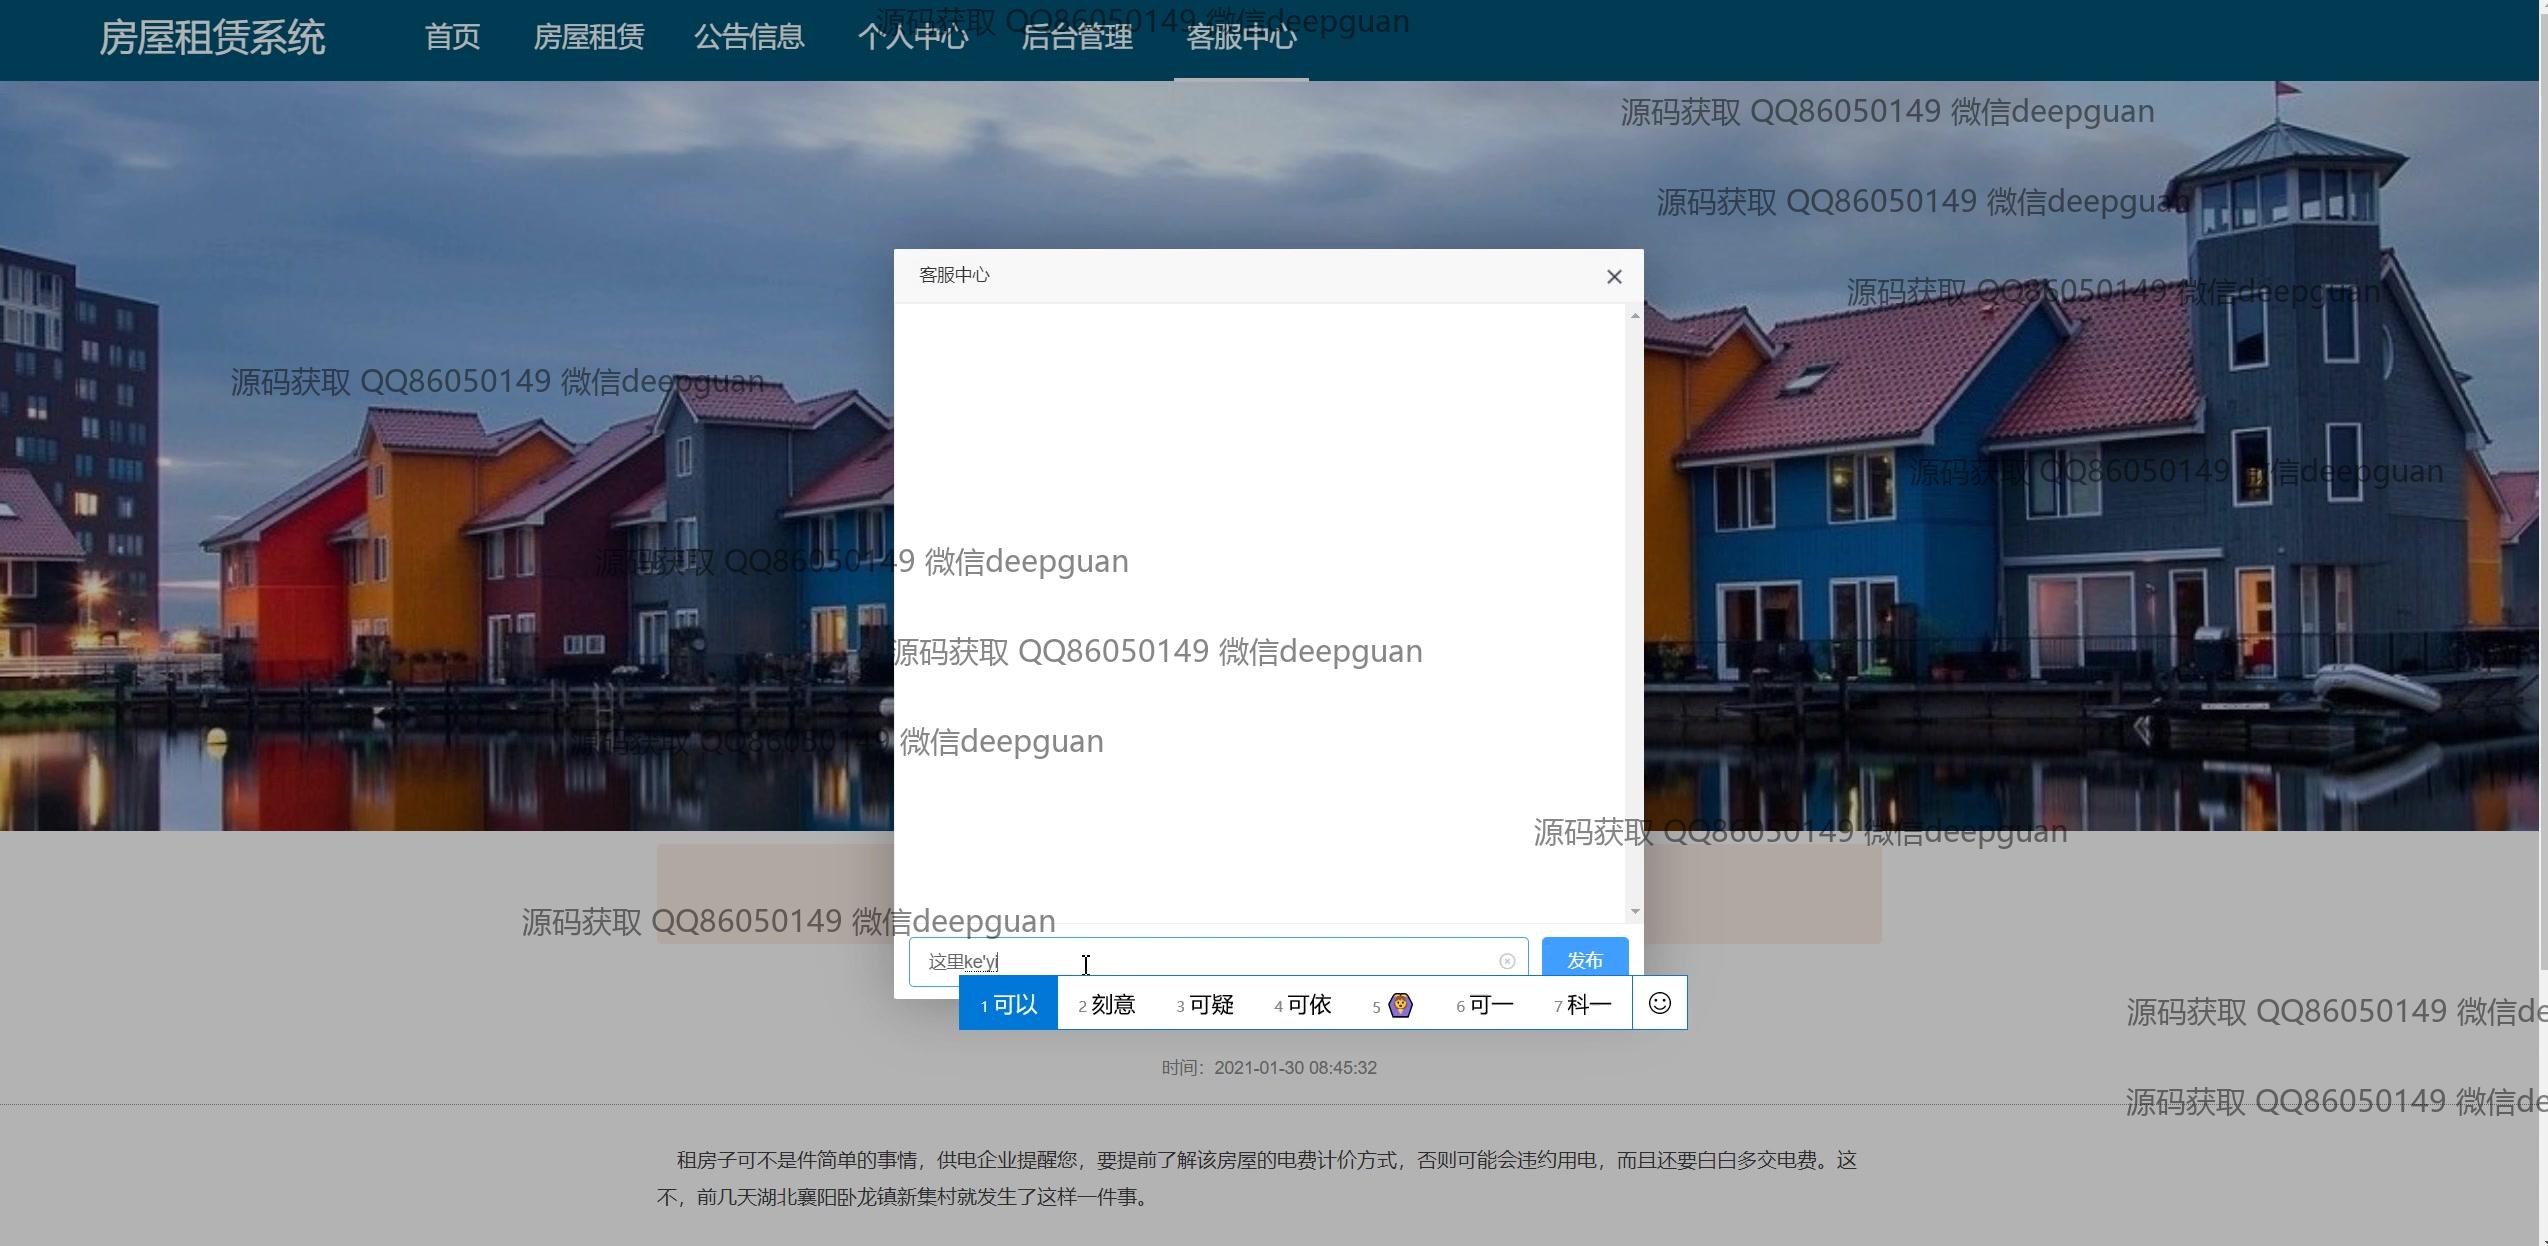 房屋租赁系统 首页 房屋租赁 公告信息 个人中心 后台管理 客服中心
源码获取 QQ86050149 微信deepguan
源码获取 QQ86050149 微信deepguan
源码获取 QQ86050149 微信deepguan
客服中心
源码获取 QQ86050149 微信deepguan
源码获取 QQ86050149 微信deepguan
源码获取 QQ86050149 微信deepguan
源码获取 QQ86050149 微信deepguan
源码获取 QQ86050149 微信deepguan
源码获取 QQ86050149 微信deepguan
源码获取 QQ86050149 微信deepguan
源码获取 QQ86050149 微信deepguan
这里ke'yi 发布
1 可以 2 刻意 3 可疑 4 可依 5 6 可一 7 科一
源码获取 QQ86050149 微信de
时间：2021-01-30 08:45:32
源码获取 QQ86050149 微信de
租房子可不是件简单的事情，供电企业提醒您，要提前了解该房屋的电费计价方式，否则可能会违约用电，而且还要白白多交电费。这
不，前几天湖北襄阳卧龙镇新集村就发生了这样一件事。